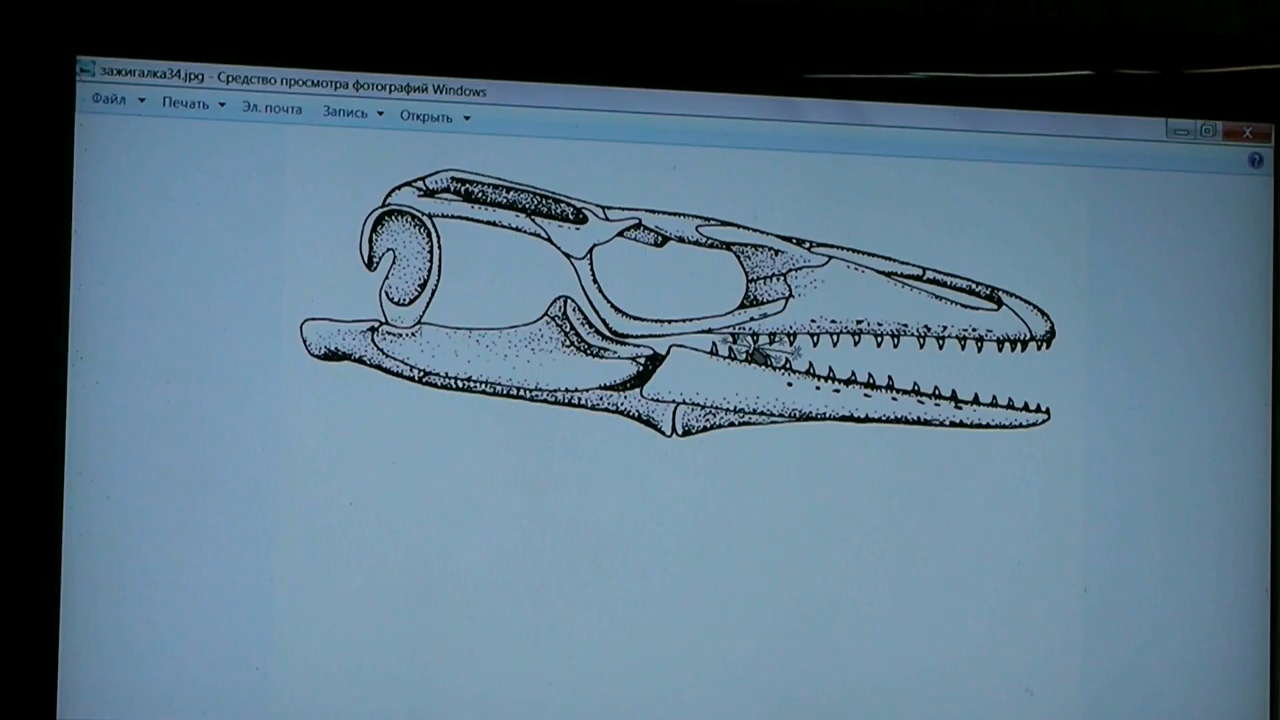 зажигалка34.jpg - Средство просмотра фотографий Windows
Файл Печать Эл. почта Запись Открыть